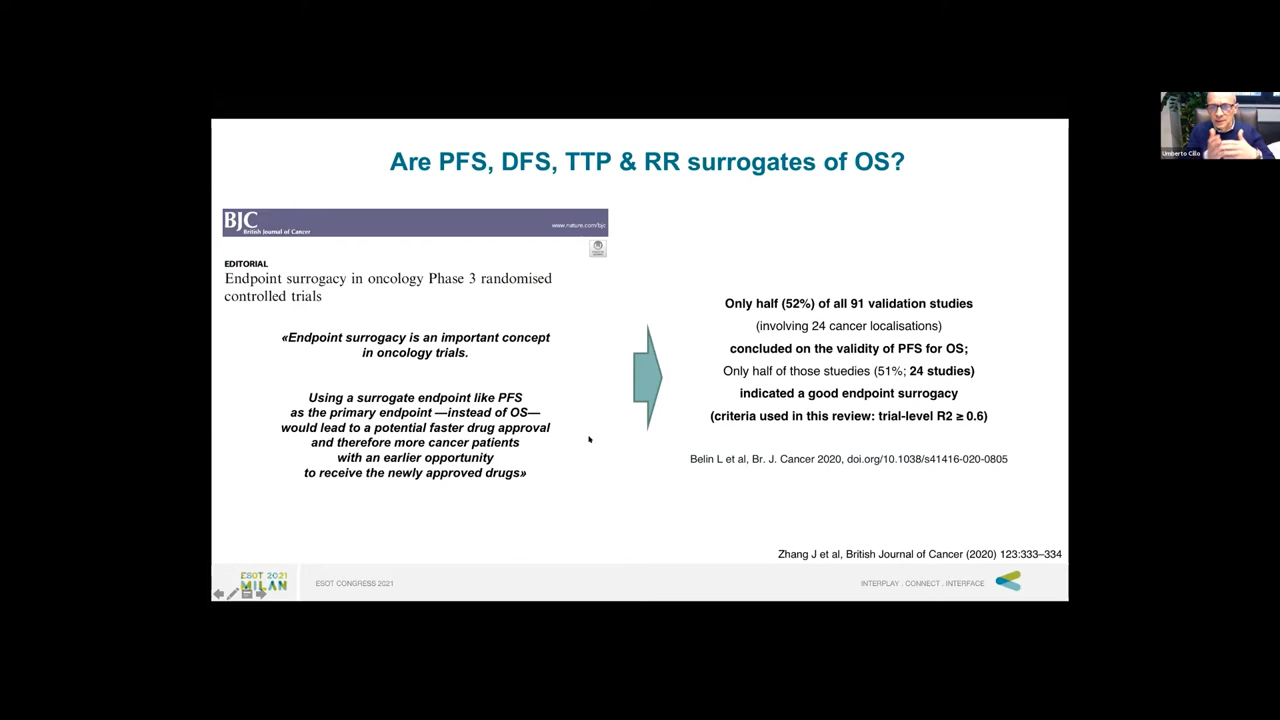 Are PFS, DFS, TTP & RR surrogates of OS?
BJC
British Journal of Cancer
www.nature.com/bjc
EDITORIAL
Endpoint surrogacy in oncology Phase 3 randomised
controlled trials
«Endpoint surrogacy is an important concept
in oncology trials.
Using a surrogate endpoint like PFS
as the primary endpoint —instead of OS—
would lead to a potential faster drug approval
and therefore more cancer patients
with an earlier opportunity
to receive the newly approved drugs»
Only half (52%) of all 91 validation studies
(involving 24 cancer localisations)
concluded on the validity of PFS for OS;
Only half of those stuedies (51%; 24 studies)
indicated a good endpoint surrogacy
(criteria used in this review: trial-level R2 ≥ 0.6)
Belin L et al, Br. J. Cancer 2020, doi.org/10.1038/s41416-020-0805
Zhang J et al, British Journal of Cancer (2020) 123:333–334
ESOT 2021
MILAN
ESOT CONGRESS 2021
INTERPLAY . CONNECT . INTERFACE
Umberto Cillo